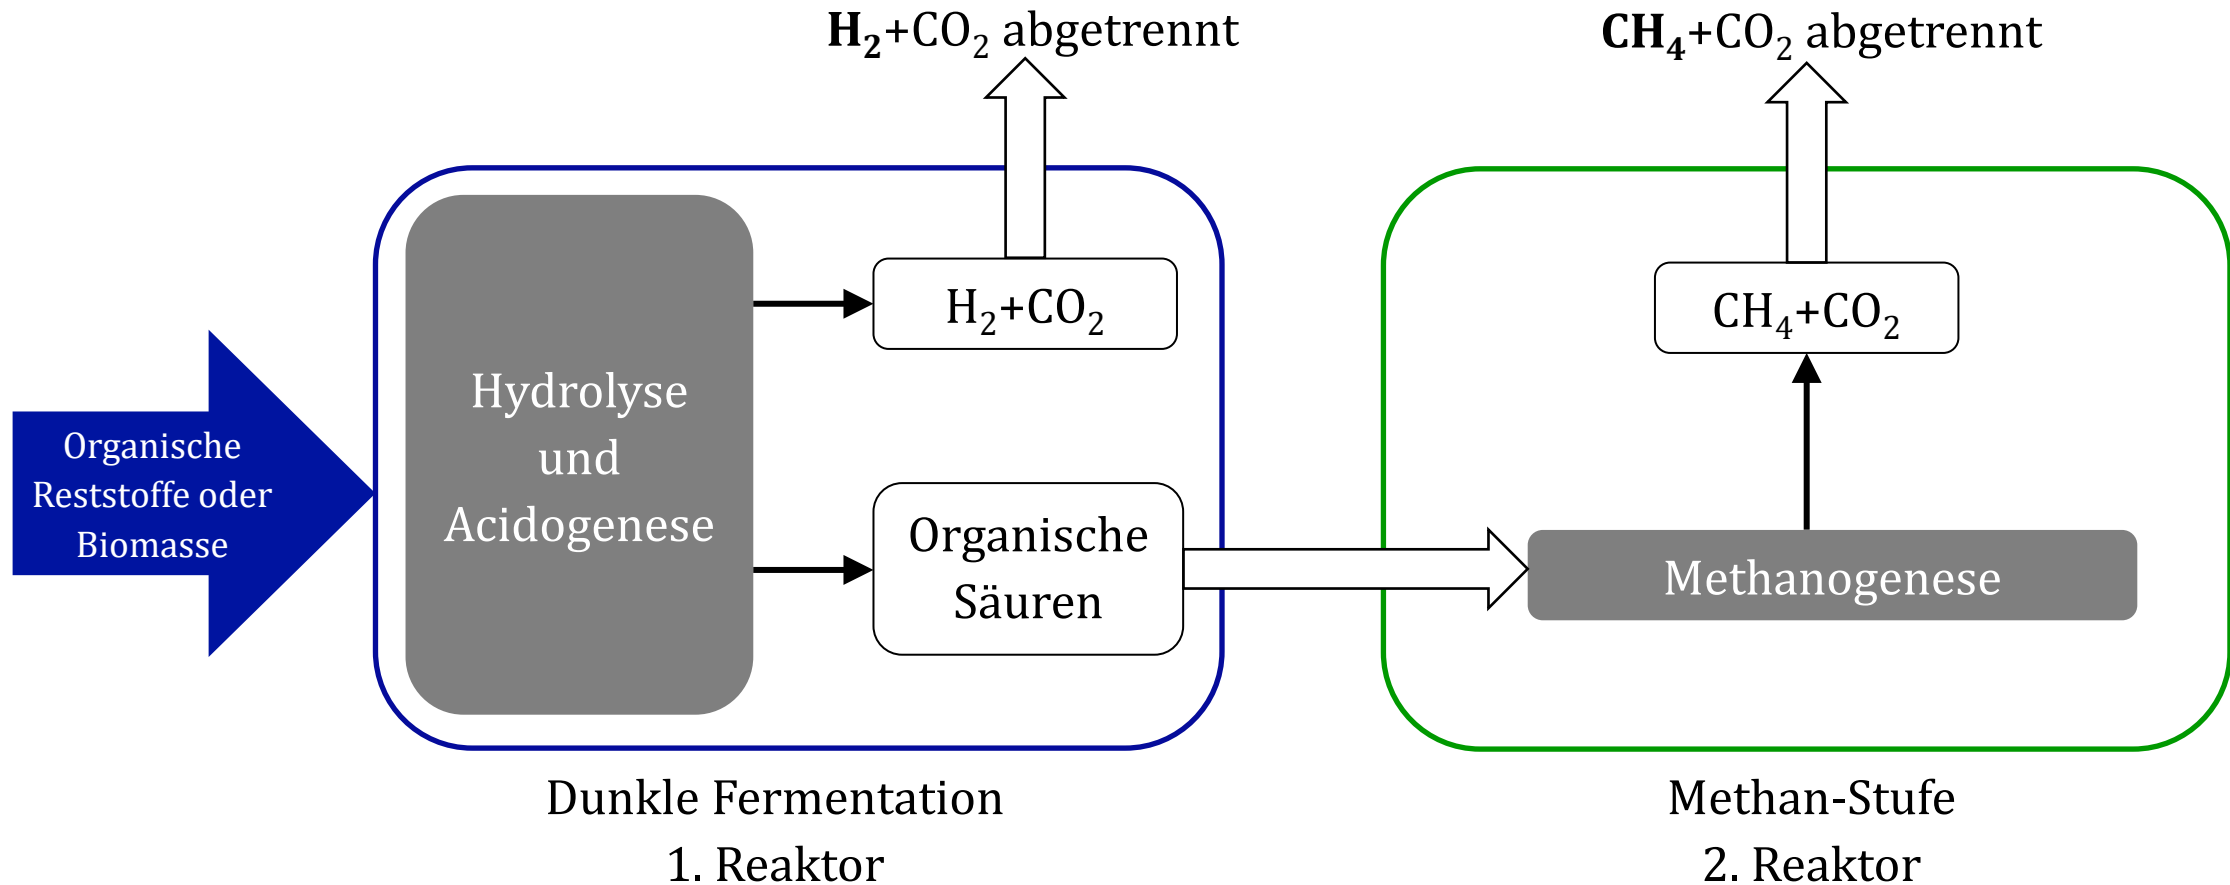 H₂+CO₂ abgetrennt
CH₄+CO₂ abgetrennt
Organische
Reststoffe oder
Biomasse
Hydrolyse
und
Acidogenese
H₂+CO₂
Organische
Säuren
CH₄+CO₂
Methanogenese
Dunkle Fermentation
1. Reaktor
Methan-Stufe
2. Reaktor